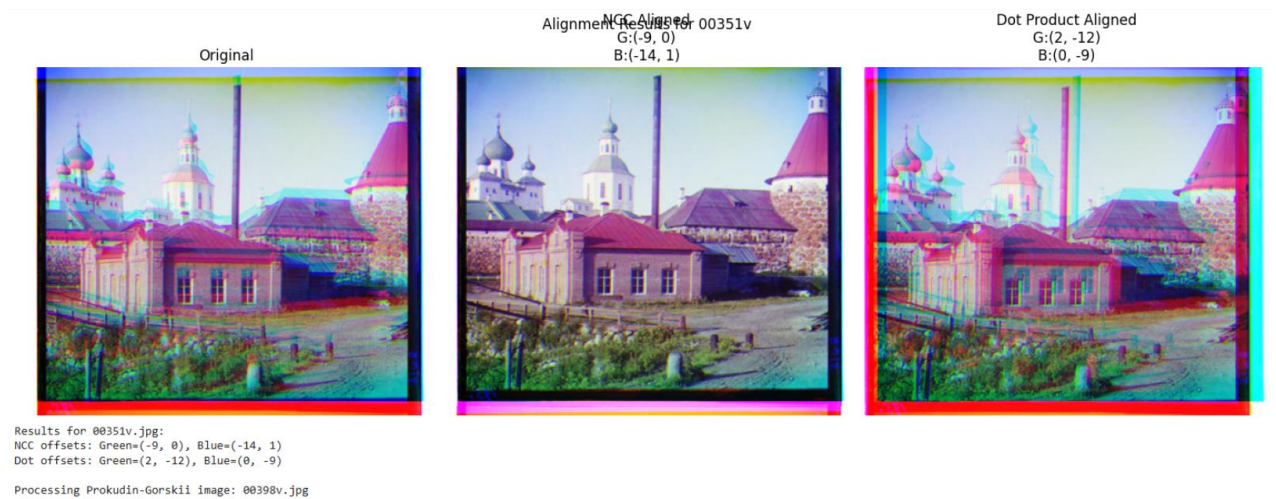 Alignment Results for 00351v
Original
NCC Aligned
G:(-9, 0)
B:(-14, 1)
Dot Product Aligned
G:(2, -12)
B:(0, -9)
Results for 00351v.jpg:
NCC offsets: Green=(-9, 0), Blue=(-14, 1)
Dot offsets: Green=(2, -12), Blue=(0, -9)
Processing Prokudin-Gorskii image: 00398v.jpg